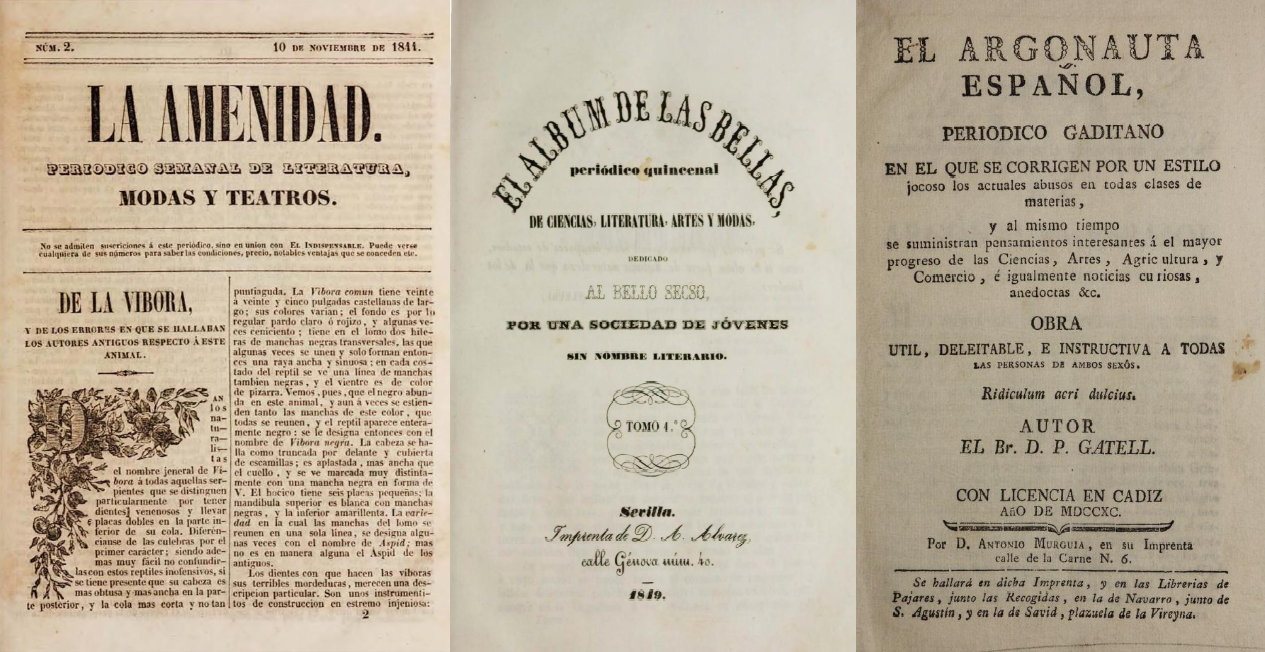 NÚM. 2.
10 DE NOVIEMBRE DE 1844.
LA AMENIDAD.
PERIODICO SEMANAL DE LITERATURA,
MODAS Y TEATROS.
No se admiten suscriciones á este periódico, sino en union con EL INDISPENSABLE. Puede verse
cualquiera de sus números para saber las condiciones, precio, notables ventajas que se conceden etc.
DE LA VIBORA,
Y DE LOS ERRORES EN QUE SE HALLABAN
LOS AUTORES ANTIGUOS RESPECTO Á ESTE
ANIMAL.
DAN
los
na-
tu-
ra-
lis-
tas
el nombre jeneral de Ví-
bora á todas aquellas ser-
pientes que se distinguen
particularmente por tener
dientes venenosos y llevar
placas dobles en la parte in-
ferior de su cola. Diferén-
cianse de las culebras por el
primer carácter; siendo ade-
mas muy fácil no confundir-
las con estos reptiles inofensivos, si
se tiene presente que su cabeza es
mas obtusa y mas ancha en la par-
te posterior, y la cola mas corta y no tan
puntiaguda. La Víbora comun tiene veinte
á veinte y cinco pulgadas castellanas de lar-
go; sus colores varian; el fondo es por lo
regular pardo claro ó rojizo, y algunas ve-
ces ceniciento; tiene en el lomo dos hile-
ras de manchas negras transversales, las que
algunas veces se unen y solo forman enton-
ces una raya ancha y sinuosa; en cada cos-
tado del reptil se ve una línea de manchas
tambien negras, y el vientre es de color
de pizarra. Vemos, pues, que el negro abun-
da en este animal, y aun á veces se estien-
den tanto las manchas de este color, que
todas se reunen, y el reptil aparece entera-
mente negro: se le designa entonces con el
nombre de Víbora negra. La cabeza se ha-
lla como truncada por delante y cubierta
de escamillas; es aplastada, mas ancha que
el cuello, y se ve marcada muy distinta-
mente con una mancha negra en forma de
V. El hocico tiene seis placas pequeñas; la
mandíbula superior es blanca con manchas
negras, y la inferior amarillenta. La varie-
dad en la cual las manchas del lomo se
reunen en una sola línea, se designa algu-
nas veces con el nombre de Aspid; mas
no es en manera alguna el Aspid de los
antiguos.
Los dientes con que hacen las víboras
sus terribles mordeduras, merecen una des-
cripcion particular. Son unos instrumenti-
tos de construccion en estremo injeniosa:
2
EL ALBUM DE LAS BELLAS,
periódico quincenal
DE CIENCIAS, LITERATURA, ARTES Y MODAS,
DEDICADO
AL BELLO SECSO,
POR UNA SOCIEDAD DE JÓVENES
SIN NOMBRE LITERARIO.
TOMO 1.º
Sevilla.
Imprenta de D. A. Alvarez,
calle Génova núm. 40.
1849.
EL ARGONAUTA
ESPAÑOL,
PERIODICO GADITANO
EN EL QUE SE CORRIGEN POR UN ESTILO
jocoso los actuales abusos en todas clases de
materias,
y al mismo tiempo
se suministran pensamientos interesantes á el mayor
progreso de las Ciencias, Artes, Agric ultura, y
Comercio, é igualmente noticias cu riosas,
anedoctas &c.
OBRA
UTIL, DELEITABLE, E INSTRUCTIVA A TODAS
LAS PERSONAS DE AMBOS SEXÔS.
Ridiculum acri dulcius.
AUTOR
EL Br. D. P. GATELL.
CON LICENCIA EN CADIZ
AñO DE MDCCXC.
Por D. ANTONIO MURGUIA, en su Imprenta
calle de la Carne N. 6.
Se hallará en dicha Imprenta, y en las Librerias de
Pajares, junto las Recogidas, en la de Navarro, junto de
S. Agustin, y en la de Savid, plazuela de la Vireyna.